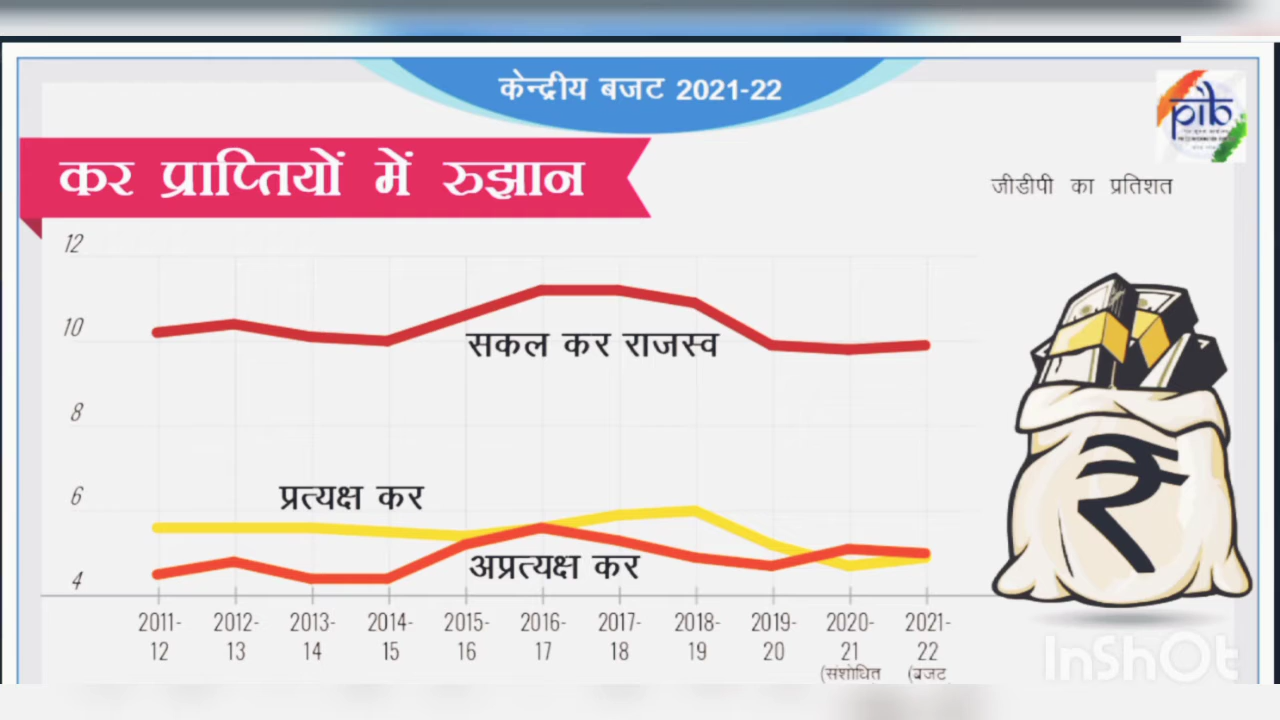 केन्द्रीय बजट 2021-22
pib
कर प्राप्तियों में रुझान
जीडीपी का प्रतिशत
12
10
8
6
4
सकल कर राजस्व
प्रत्यक्ष कर
अप्रत्यक्ष कर
₹
2011-12
2012-13
2013-14
2014-15
2015-16
2016-17
2017-18
2018-19
2019-20
2020-21
(संशोधित
2021-22
(बजट
InShOt